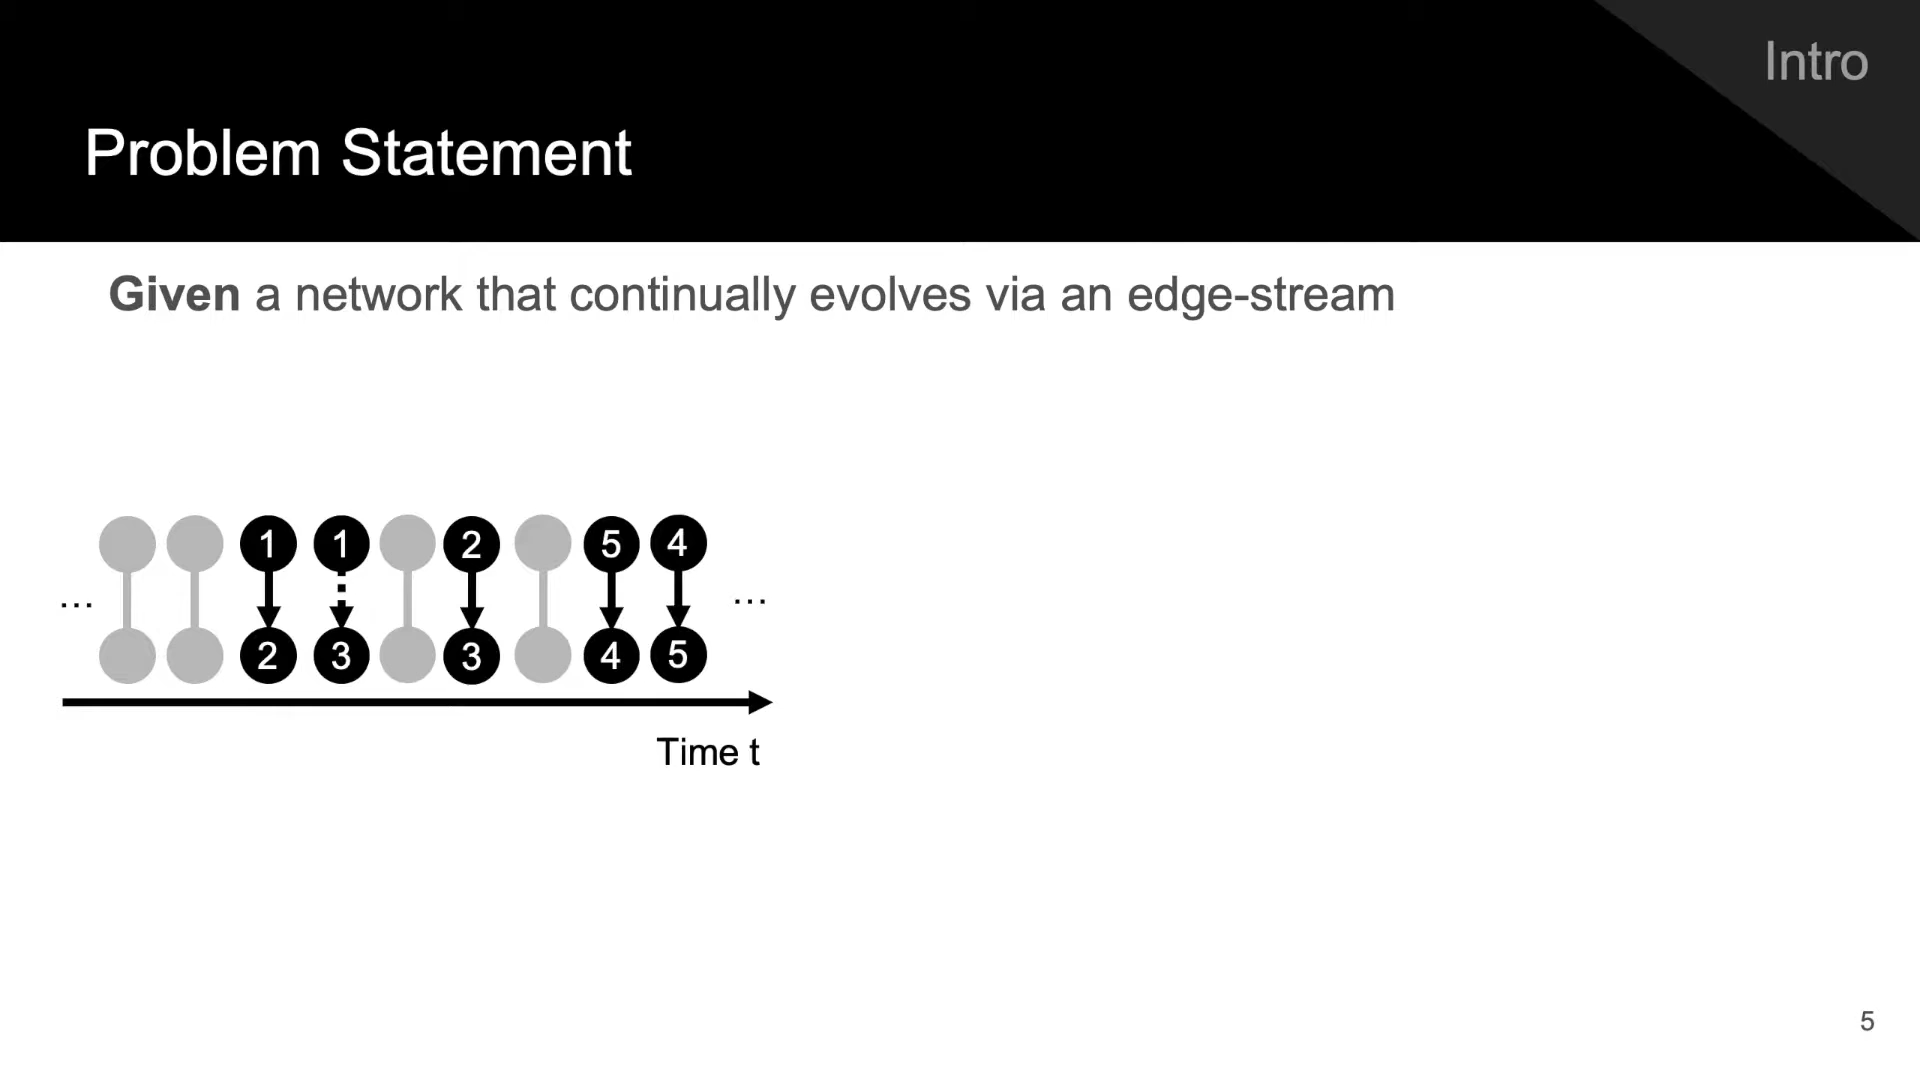 Intro
Problem Statement
Given a network that continually evolves via an edge-stream
1 1 2 5 4
... ...
2 3 3 4 5
Time t
5